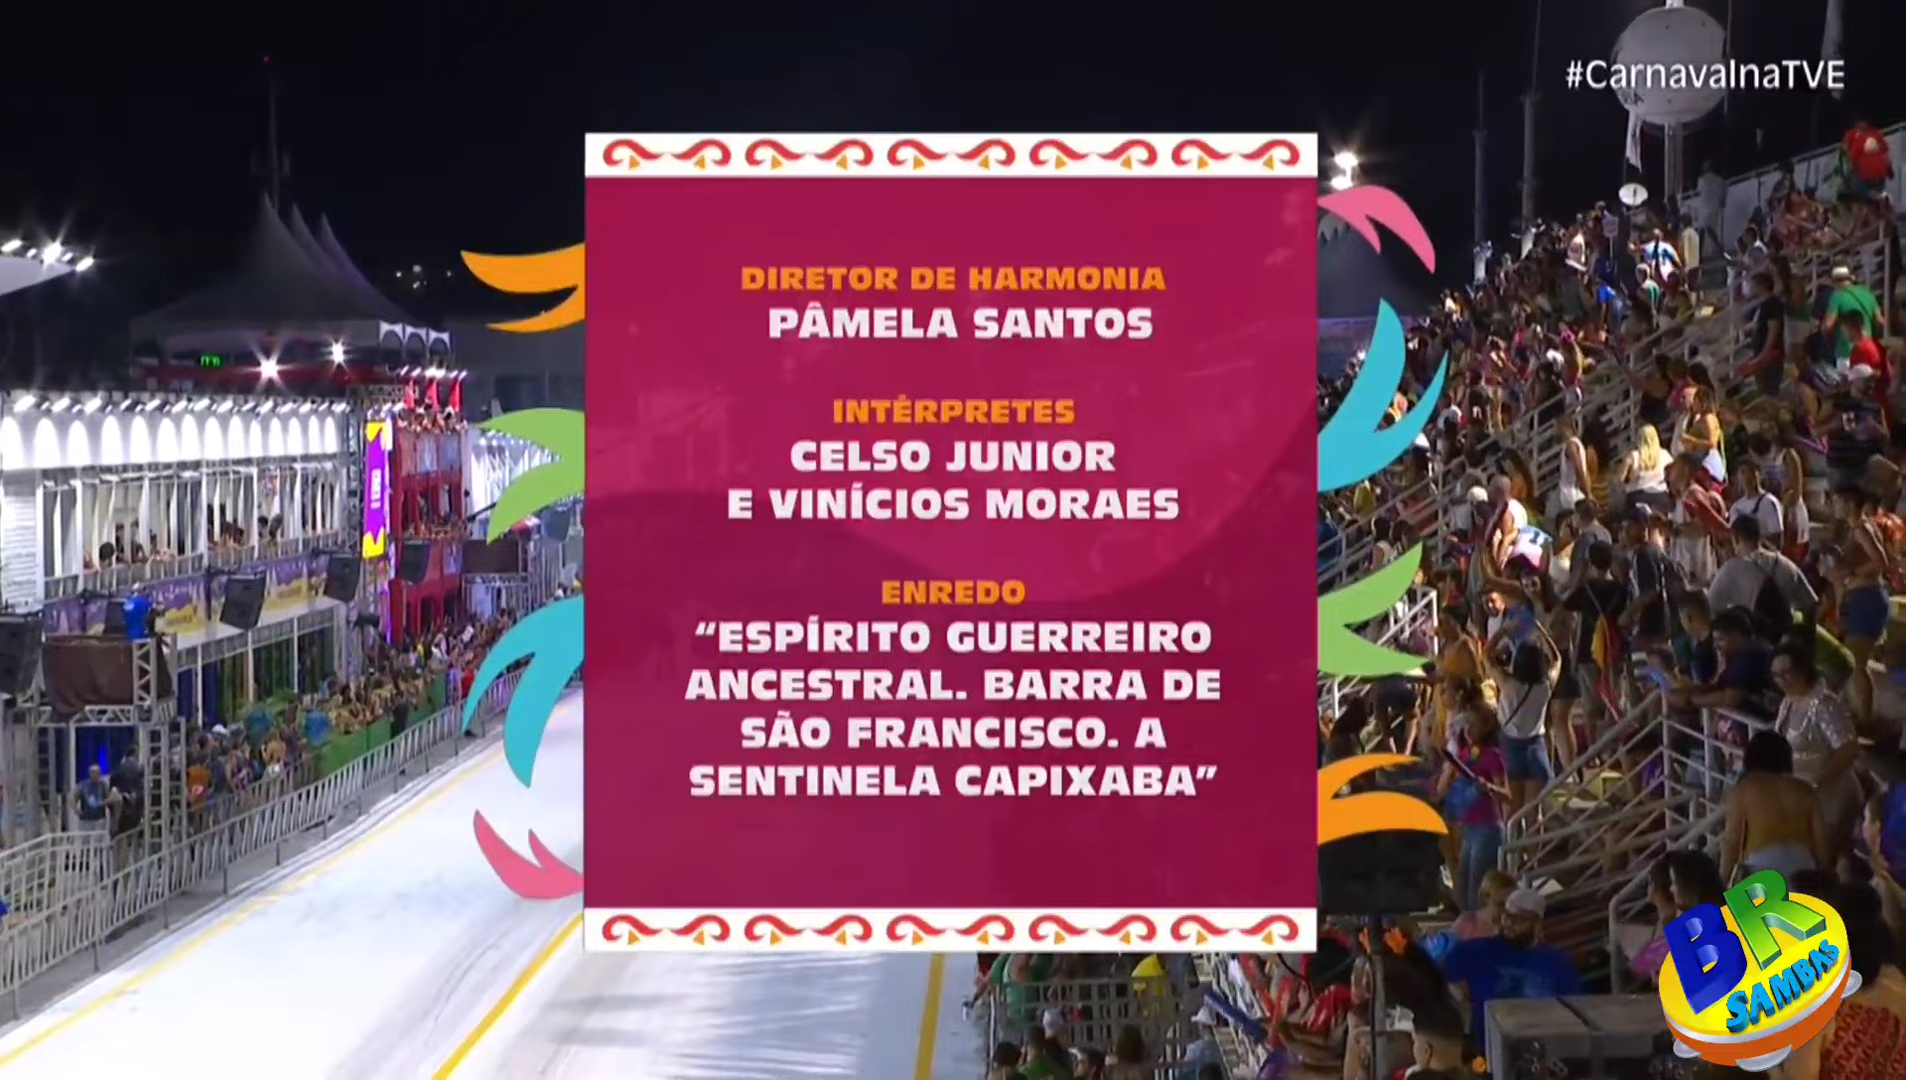 #CarnavalnaTVE
DIRETOR DE HARMONIA
PÂMELA SANTOS
INTÉRPRETES
CELSO JUNIOR
E VINÍCIOS MORAES
ENREDO
“ESPÍRITO GUERREIRO
ANCESTRAL. BARRA DE
SÃO FRANCISCO. A
SENTINELA CAPIXABA”
BR
SAMBAS